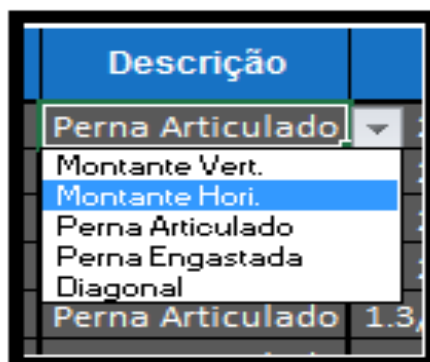 Descrição
Perna Articulado
Montante Vert.
Montante Hori.
Perna Articulado
Perna Engastada
Diagonal
Perna Articulado 1.3/